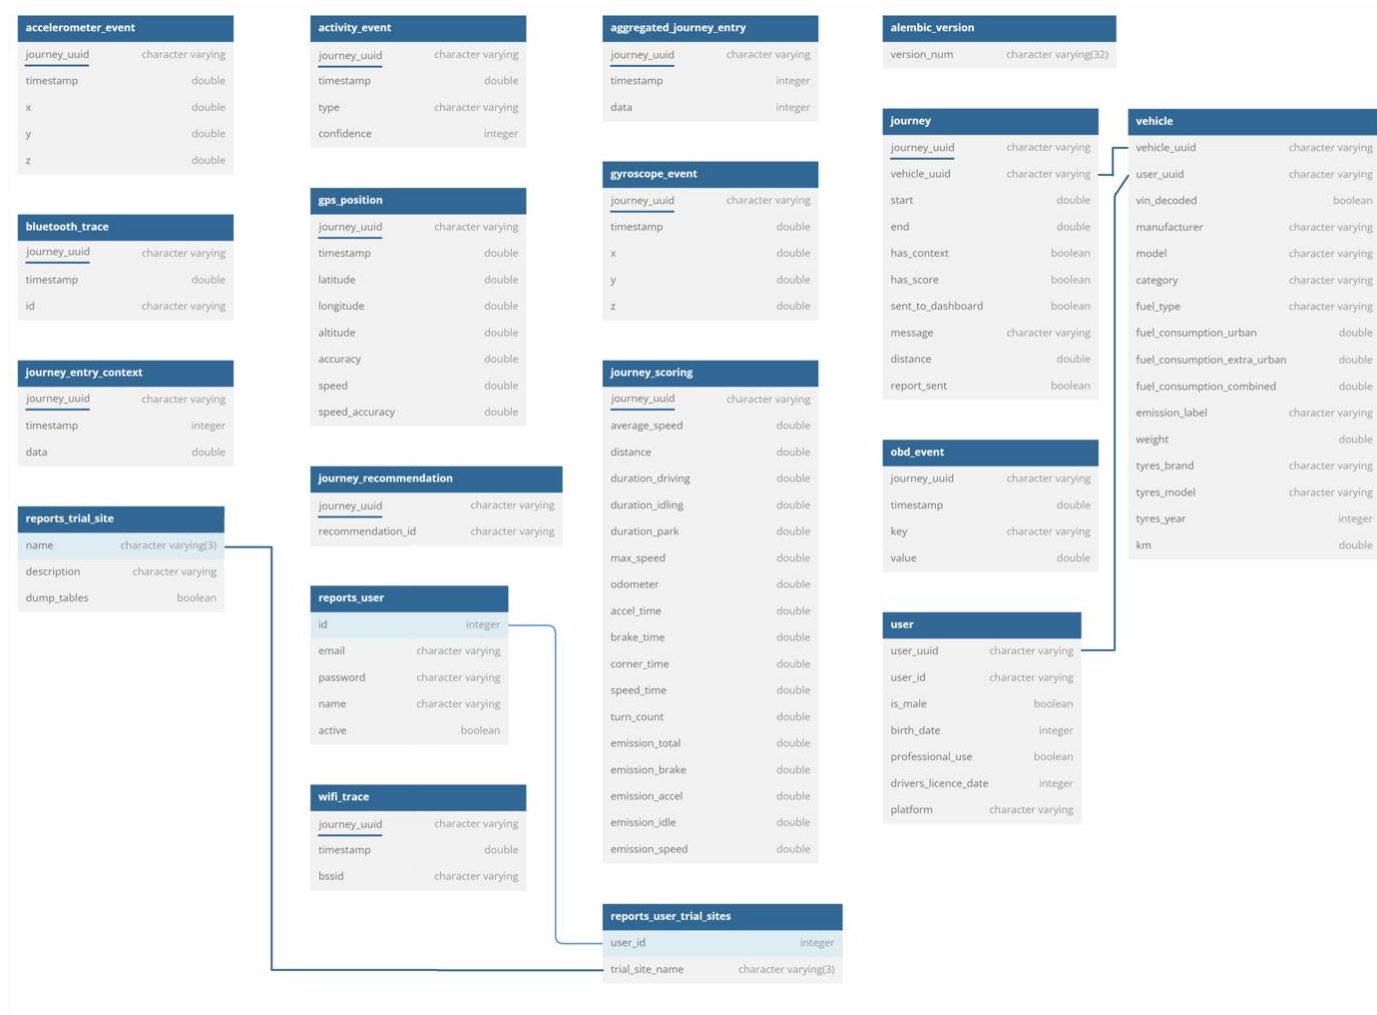 accelerometer_event
journey_uuid character varying
timestamp double
x double
y double
z double
bluetooth_trace
journey_uuid character varying
timestamp double
id character varying
journey_entry_context
journey_uuid character varying
timestamp integer
data double
reports_trial_site
name character varying(3)
description character varying
dump_tables boolean
activity_event
journey_uuid character varying
timestamp double
type character varying
confidence integer
gps_position
journey_uuid character varying
timestamp double
latitude double
longitude double
altitude double
accuracy double
speed double
speed_accuracy double
journey_recommendation
journey_uuid character varying
recommendation_id character varying
reports_user
id integer
email character varying
password character varying
name character varying
active boolean
wifi_trace
journey_uuid character varying
timestamp double
bssid character varying
aggregated_journey_entry
journey_uuid character varying
timestamp integer
data integer
gyroscope_event
journey_uuid character varying
timestamp double
x double
y double
z double
journey_scoring
journey_uuid character varying
average_speed double
distance double
duration_driving double
duration_idling double
duration_park double
max_speed double
odometer double
accel_time double
brake_time double
corner_time double
speed_time double
turn_count double
emission_total double
emission_brake double
emission_accel double
emission_idle double
emission_speed double
reports_user_trial_sites
user_id integer
trial_site_name character varying(3)
alembic_version
version_num character varying(32)
journey
journey_uuid character varying
vehicle_uuid character varying
start double
end double
has_context boolean
has_score boolean
sent_to_dashboard boolean
message character varying
distance double
report_sent boolean
obd_event
journey_uuid character varying
timestamp double
key character varying
value double
user
user_uuid character varying
user_id character varying
is_male boolean
birth_date integer
professional_use boolean
drivers_licence_date integer
platform character varying
vehicle
vehicle_uuid character varying
user_uuid character varying
vin_decoded boolean
manufacturer character varying
model character varying
category character varying
fuel_type character varying
fuel_consumption_urban double
fuel_consumption_extra_urban double
fuel_consumption_combined double
emission_label character varying
weight double
tyres_brand character varying
tyres_model character varying
tyres_year integer
km double